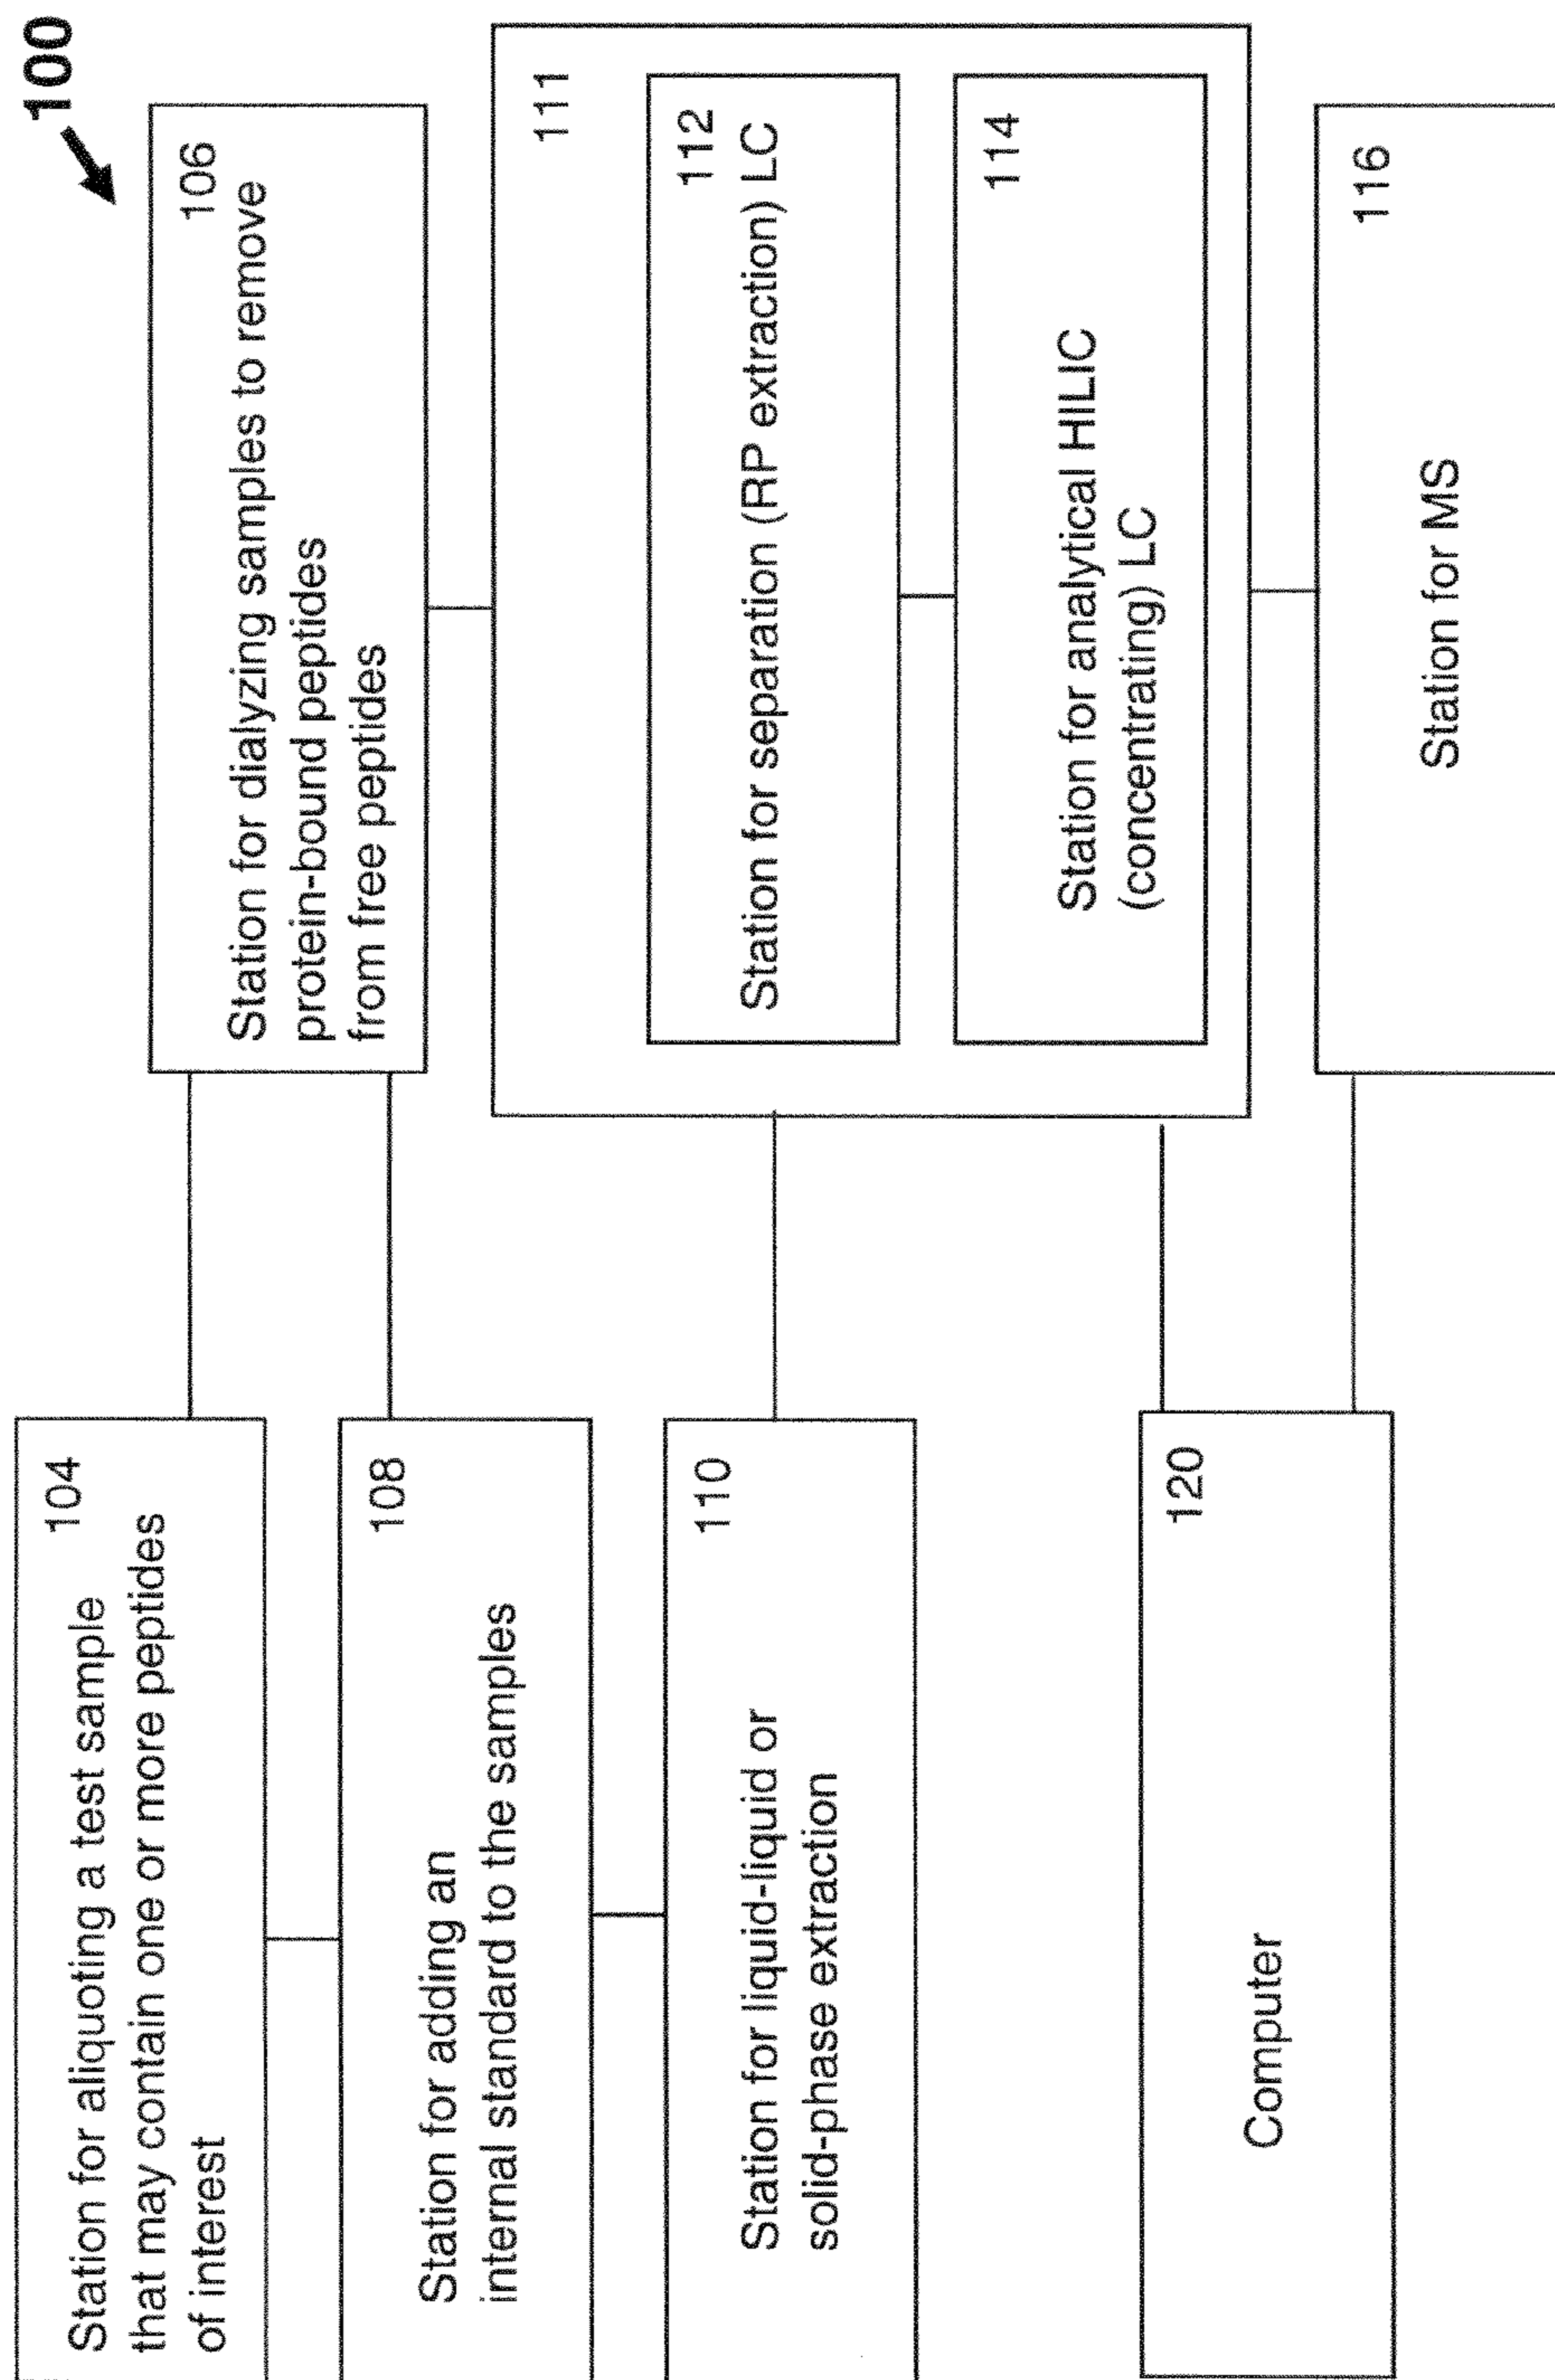 100
104
Station for aliquoting a test sample
that may contain one or more peptides
of interest
106
Station for dialyzing samples to remove
protein-bound peptides
from free peptides
108
Station for adding an
internal standard to the samples
110
Station for liquid-liquid or
solid-phase extraction
111
112
Station for separation (RP extraction) LC
114
Station for analytical HILIC
(concentrating) LC
120
Computer
116
Station for MS